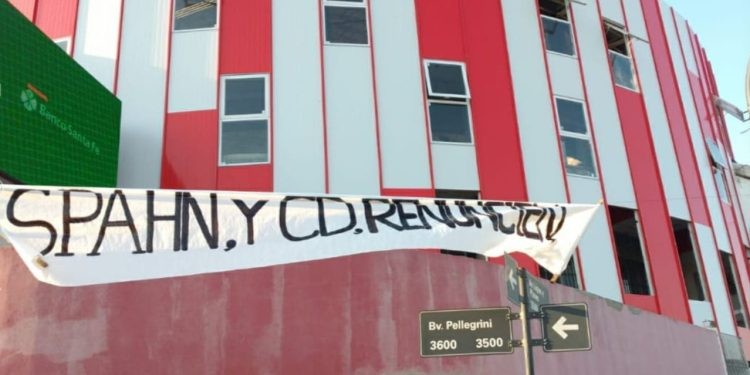 Banco Santa Fe
SPAHN, Y CD, RENUNCIEN
Bv. Pellegrini
3600 3500